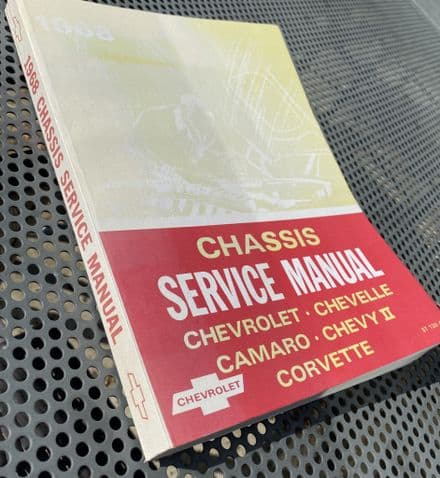 1968
CHASSIS
SERVICE MANUAL
CHEVROLET · CHEVELLE
CAMARO · CHEVY II
CORVETTE
CHEVROLET
1968 CHASSIS SERVICE MANUAL